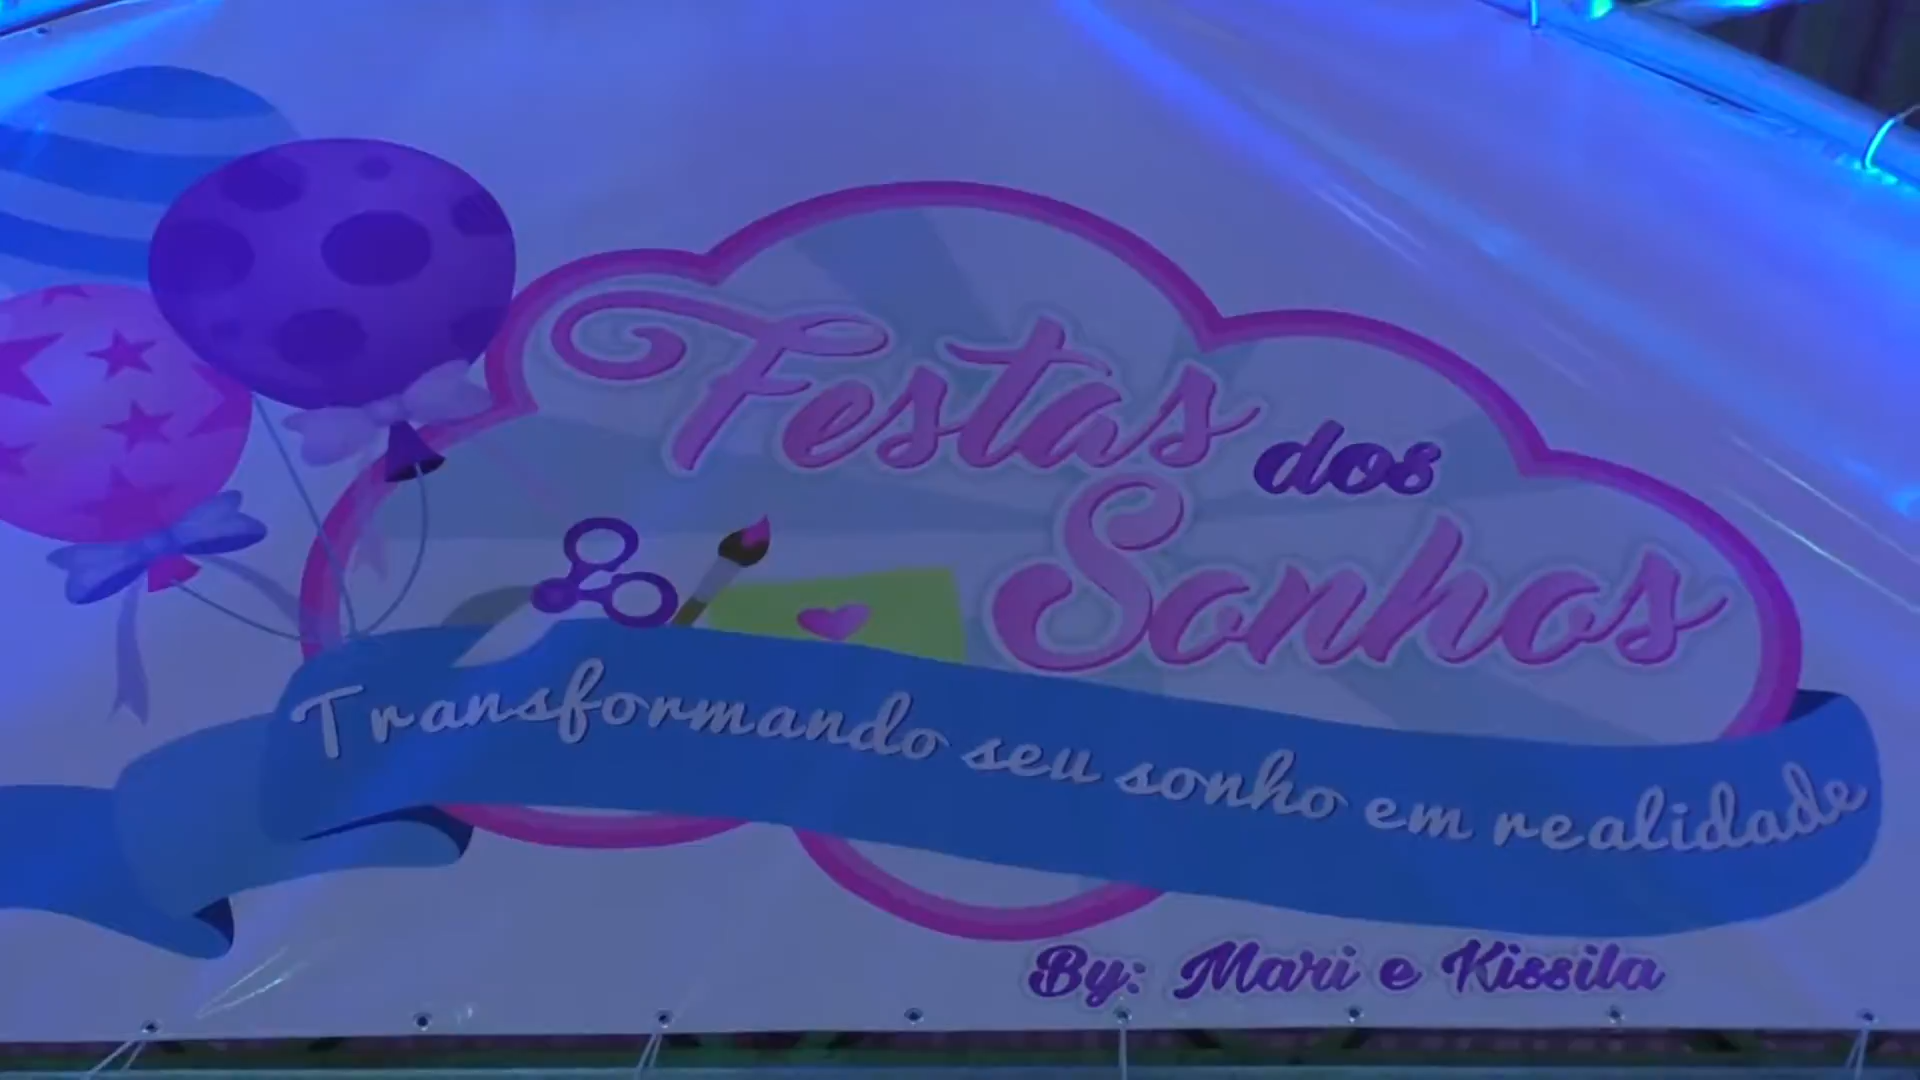 Festas dos
Sonhos
Transformando seu sonho em realidade
By: Mari e Kissila